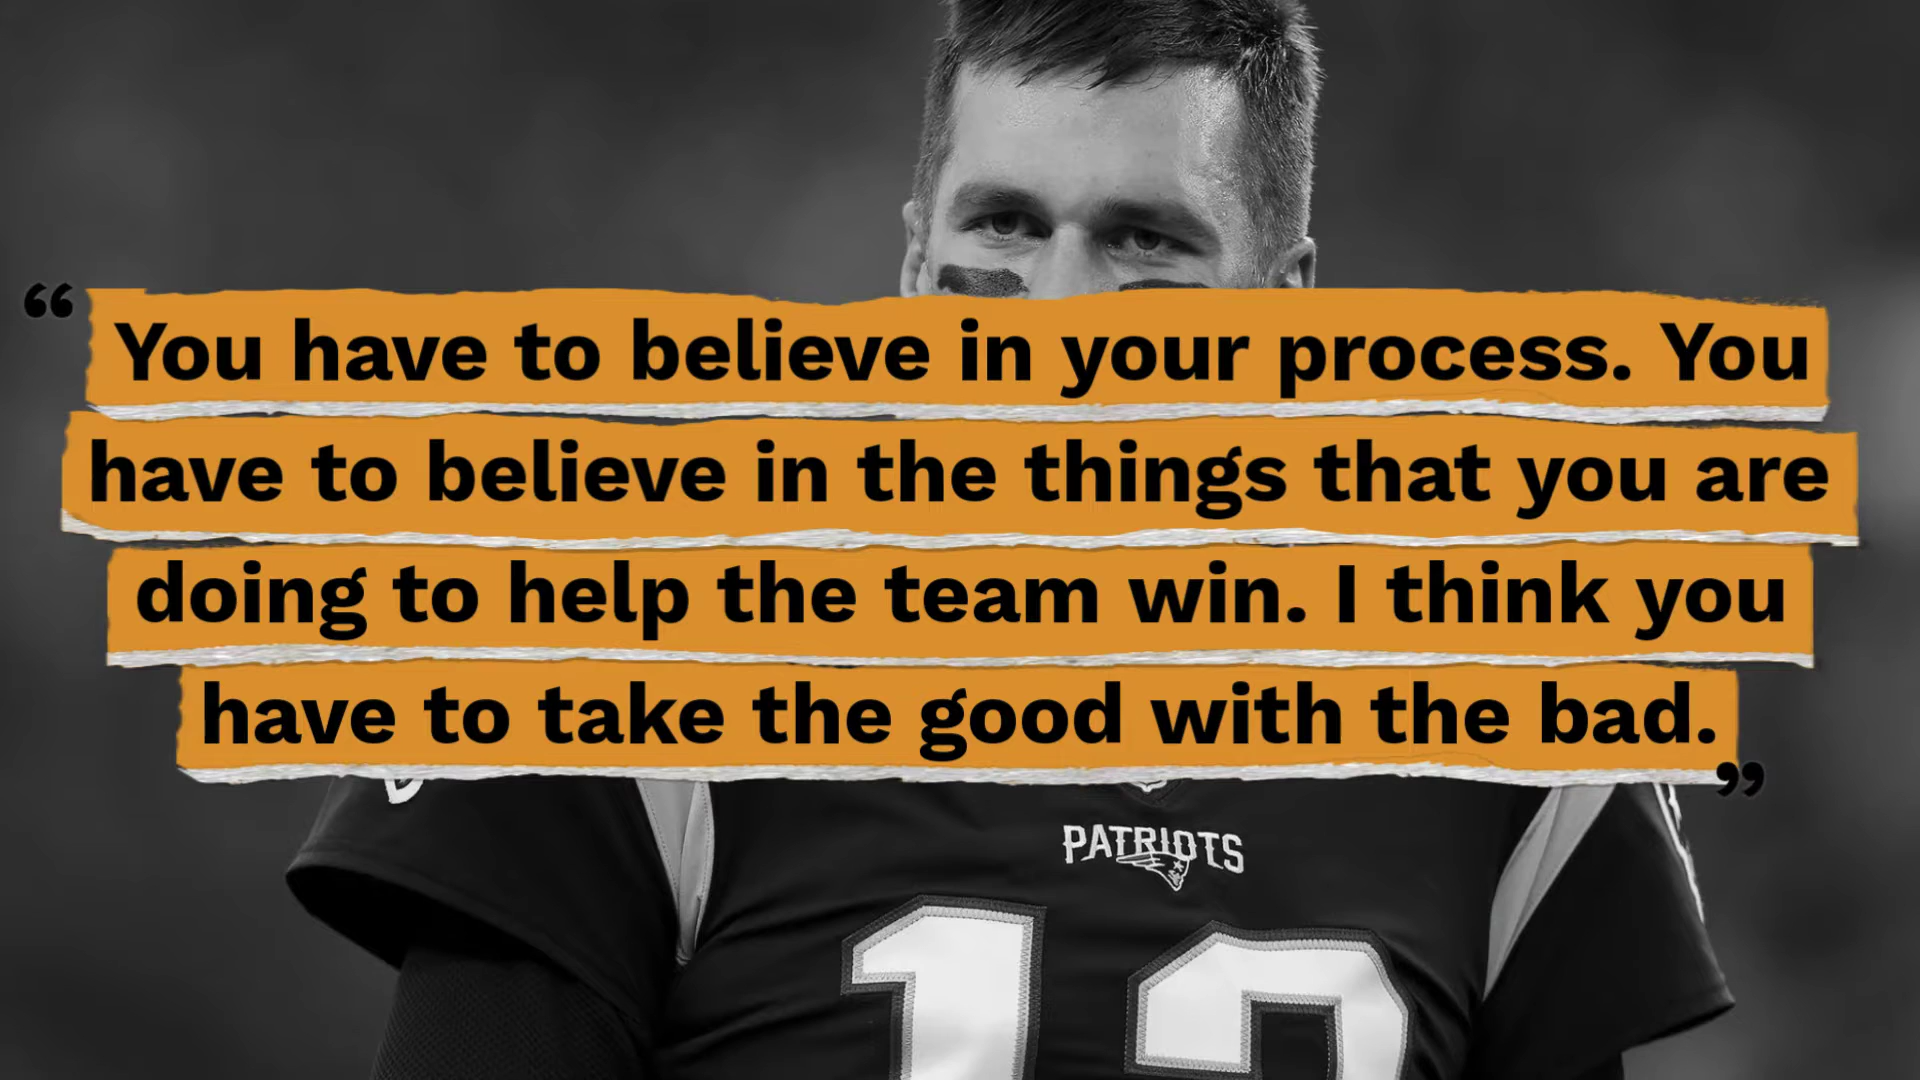 “ You have to believe in your process. You
have to believe in the things that you are
doing to help the team win. I think you
have to take the good with the bad. ”
PATRIOTS
12